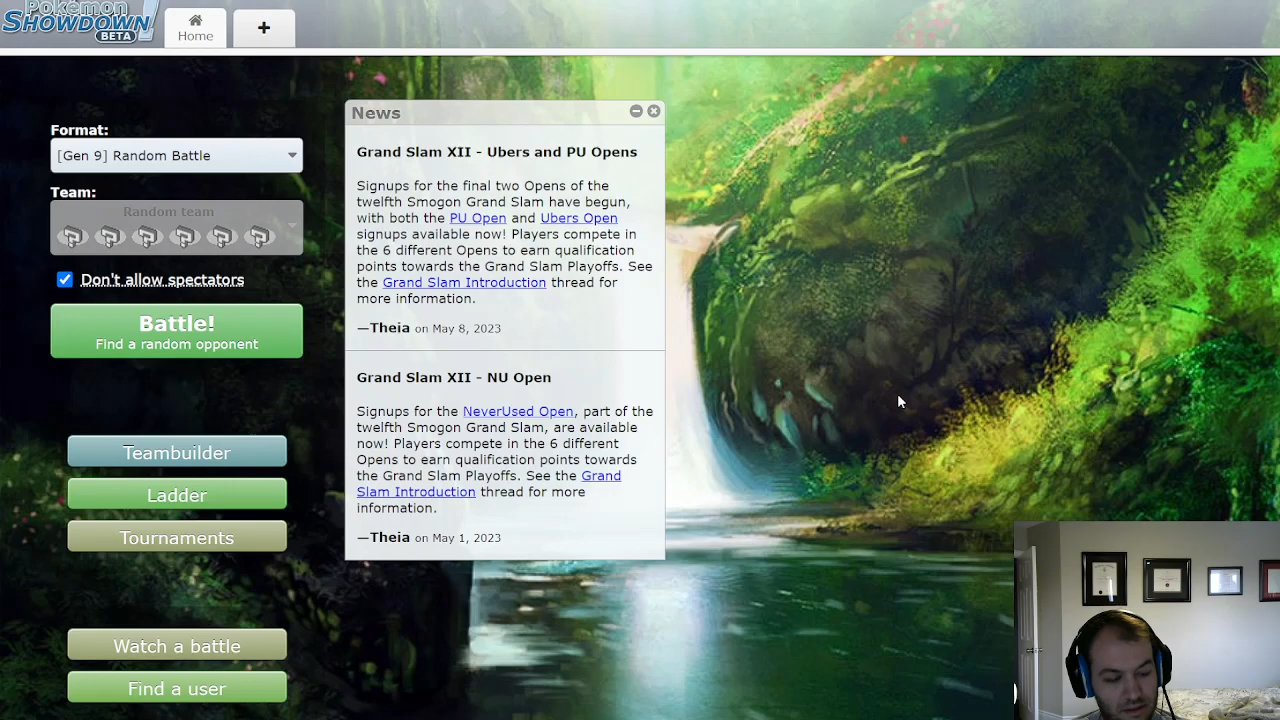 Pokémon
SHOWDOWN!
BETA
Home
Format:
[Gen 9] Random Battle
Team:
Random team
Don't allow spectators
Battle!
Find a random opponent
Teambuilder
Ladder
Tournaments
Watch a battle
Find a user
News
Grand Slam XII - Ubers and PU Opens
Signups for the final two Opens of the
twelfth Smogon Grand Slam have begun,
with both the PU Open and Ubers Open
signups available now! Players compete in
the 6 different Opens to earn qualification
points towards the Grand Slam Playoffs. See
the Grand Slam Introduction thread for
more information.
—Theia on May 8, 2023
Grand Slam XII - NU Open
Signups for the NeverUsed Open, part of the
twelfth Smogon Grand Slam, are available
now! Players compete in the 6 different
Opens to earn qualification points towards
the Grand Slam Playoffs. See the Grand
Slam Introduction thread for more
information.
—Theia on May 1, 2023